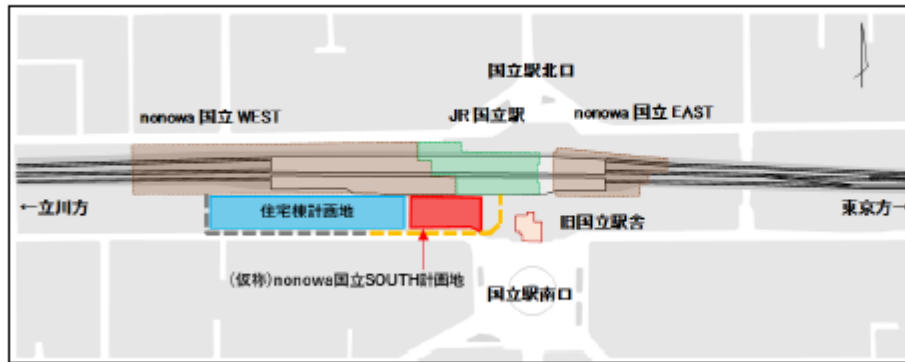 国立駅北口
nonowa 国立 WEST
JR 国立駅
nonowa 国立 EAST
←立川方
住宅棟計画地
旧国立駅舎
東京方→
(仮称)nonowa国立SOUTH計画地
国立駅南口